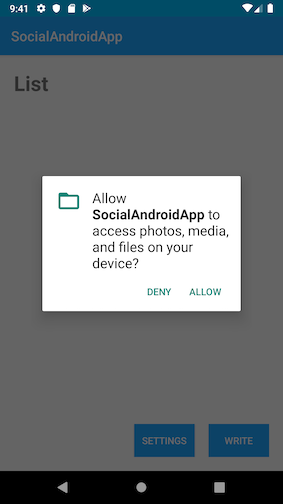 9:41
SocialAndroidApp
List
Allow
SocialAndroidApp to
access photos, media,
and files on your
device?
DENY ALLOW
SETTINGS WRITE